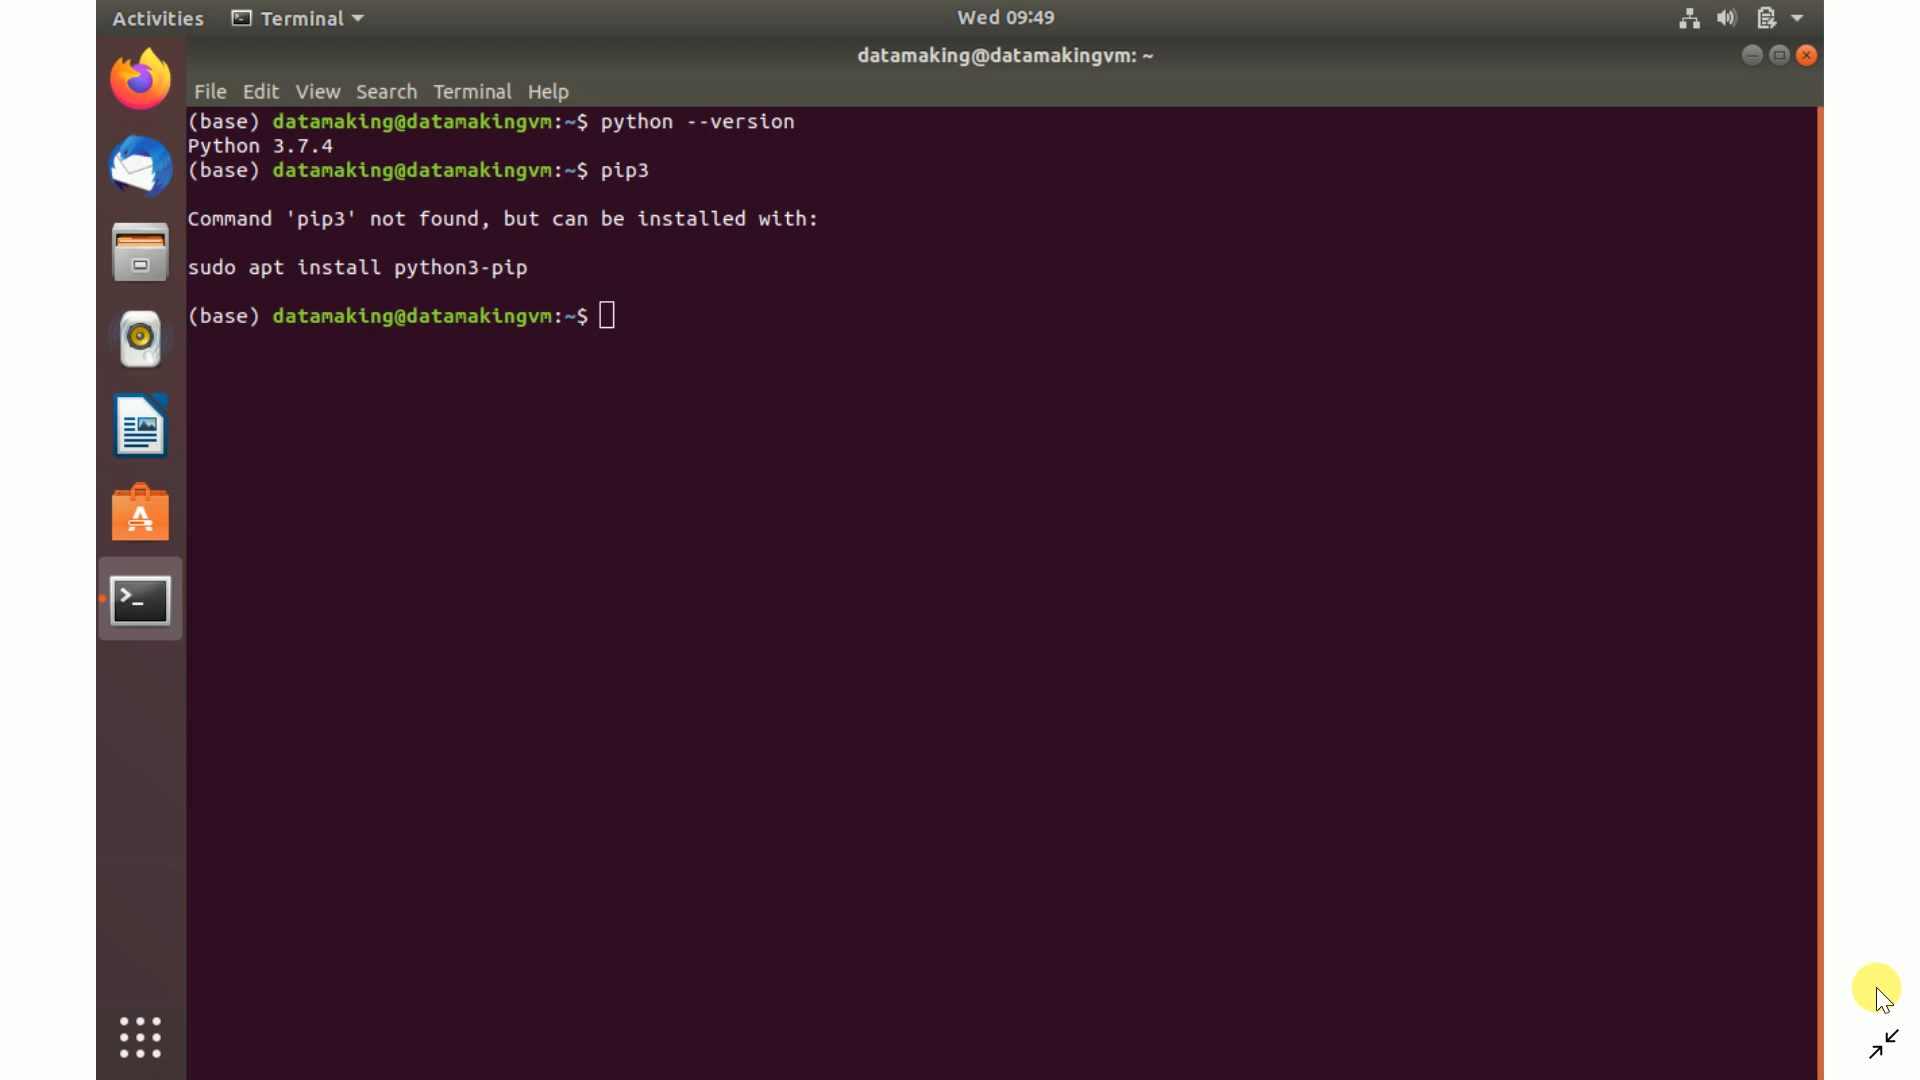 Activities Terminal Wed 09:49
datamaking@datamakingvm: ~
File Edit View Search Terminal Help
(base) datamaking@datamakingvm:~$ python --version
Python 3.7.4
(base) datamaking@datamakingvm:~$ pip3
Command 'pip3' not found, but can be installed with:
sudo apt install python3-pip
(base) datamaking@datamakingvm:~$